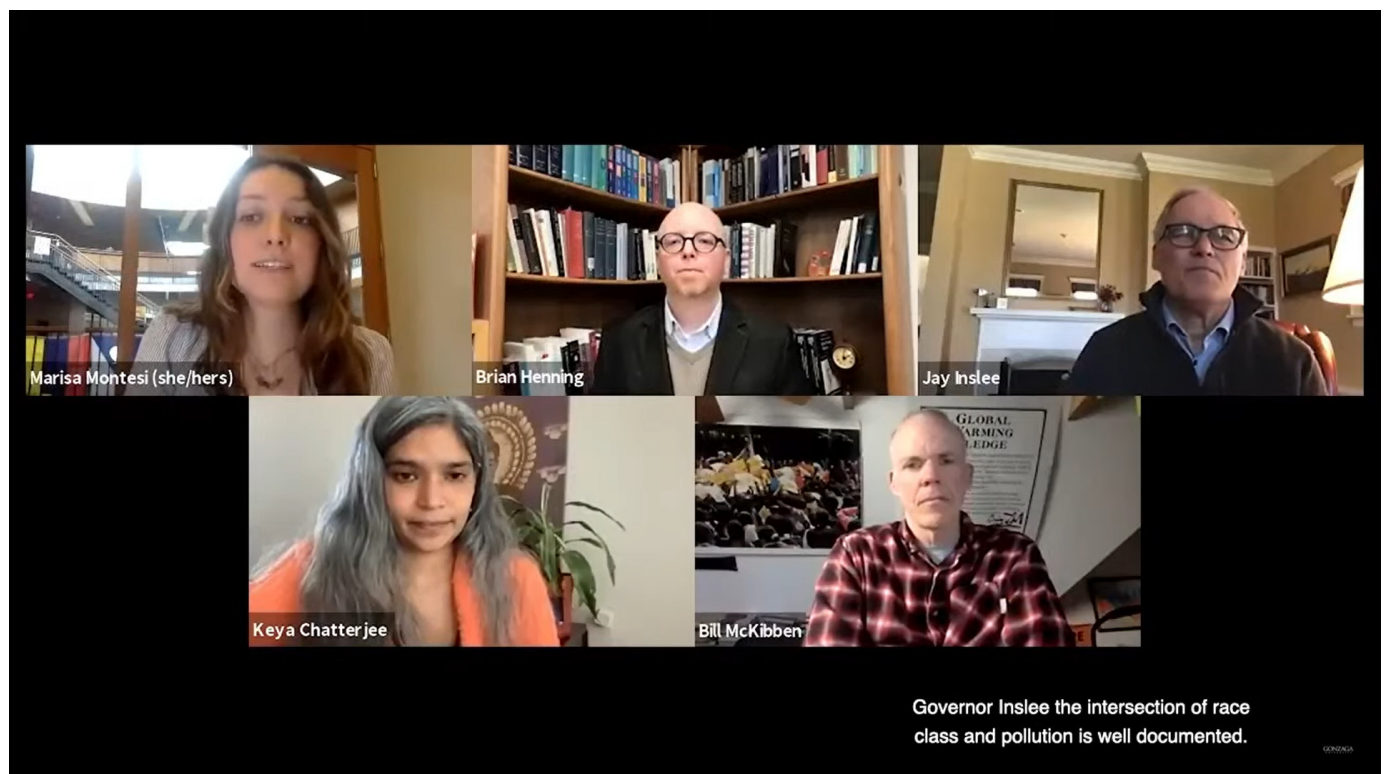 Marisa Montesi (she/hers)
Brian Henning
Jay Inslee
GLOBAL
WARMING
PLEDGE
Keya Chatterjee
Bill McKibben
Governor Inslee the intersection of race
class and pollution is well documented.
GONZAGA